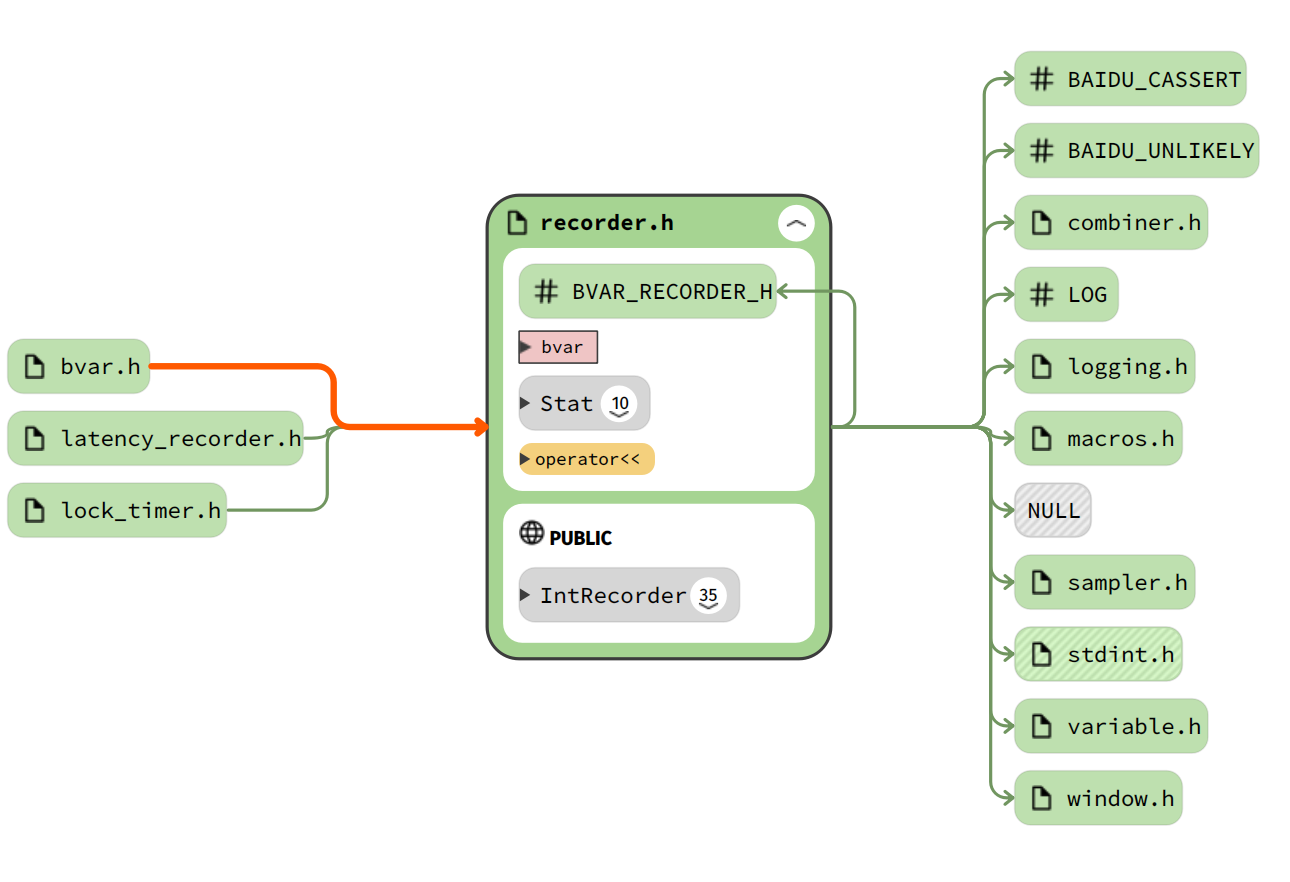 bvar.h
latency_recorder.h
lock_timer.h
recorder.h
# BVAR_RECORDER_H
bvar
Stat 10
operator<<
PUBLIC
IntRecorder 35
# BAIDU_CASSERT
# BAIDU_UNLIKELY
combiner.h
# LOG
logging.h
macros.h
NULL
sampler.h
stdint.h
variable.h
window.h